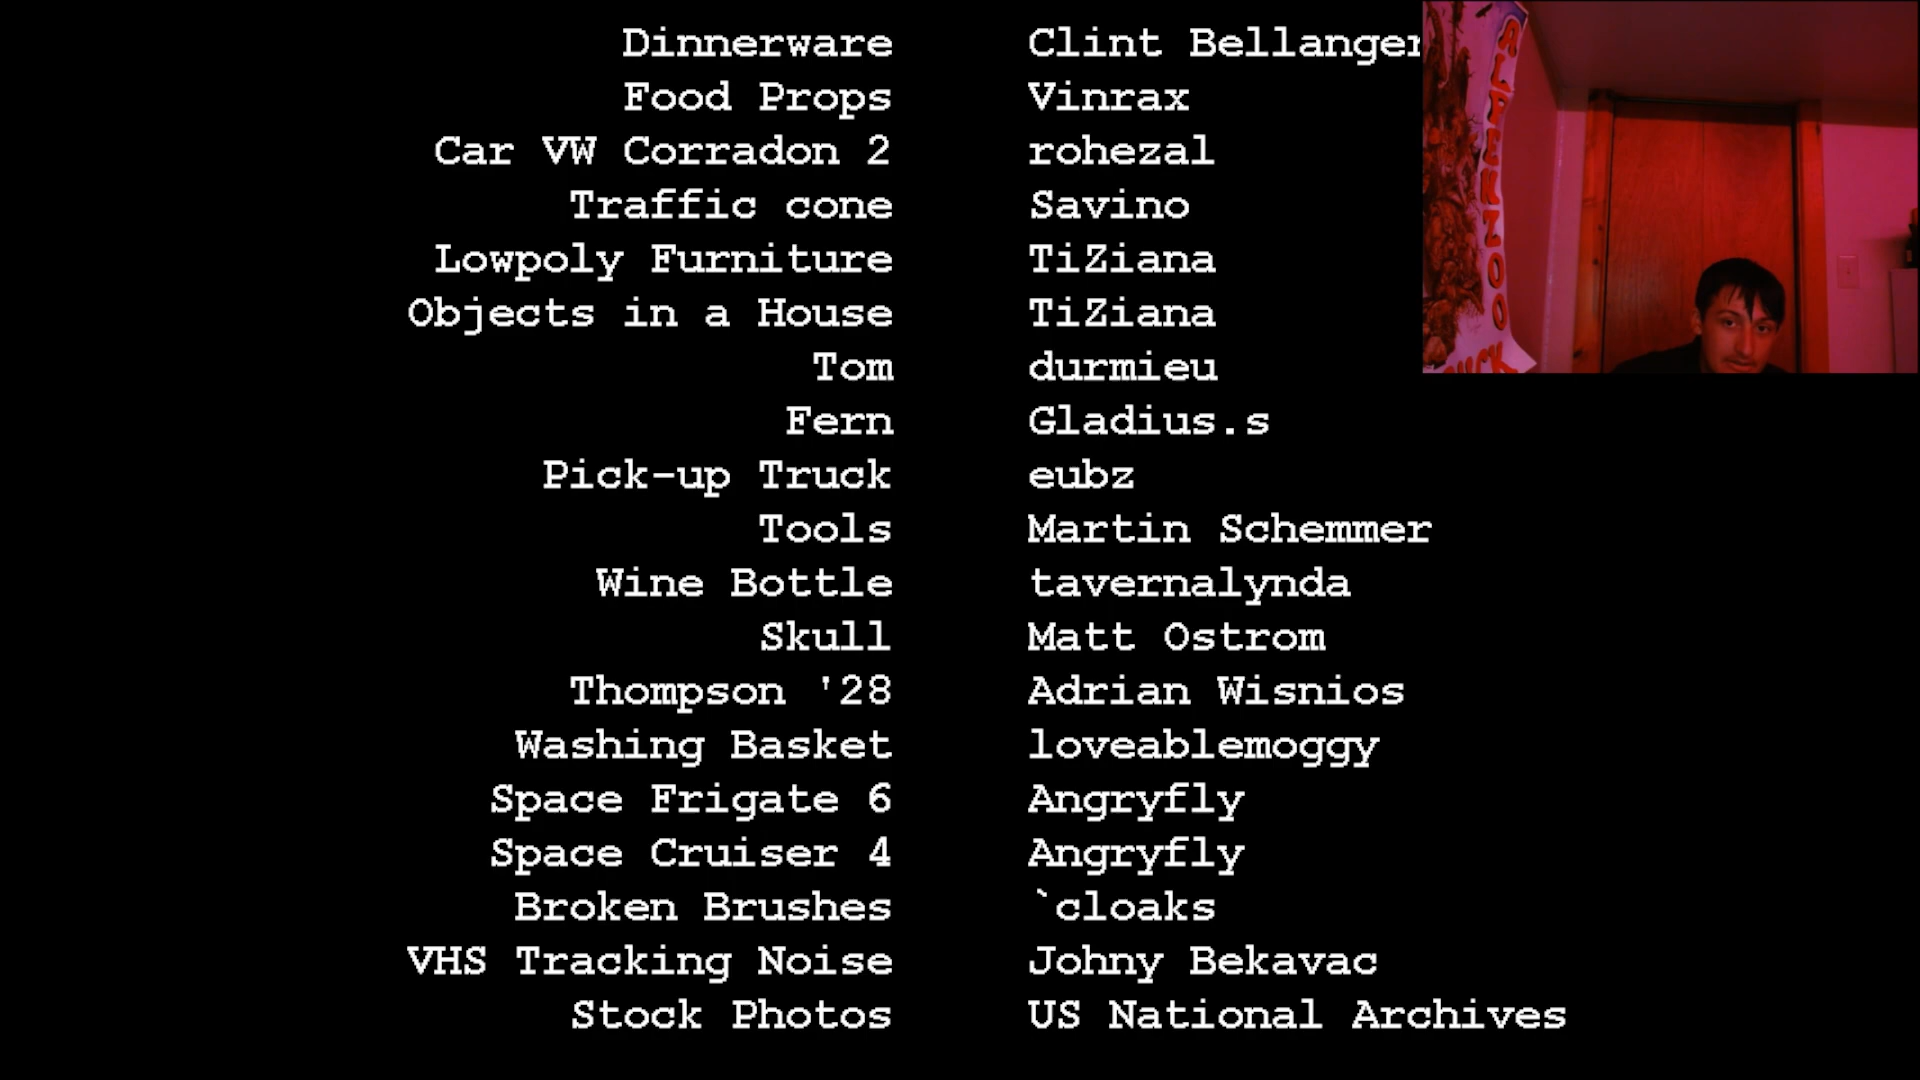 Dinnerware Clint Bellanger
Food Props Vinrax
Car VW Corradon 2 rohezal
Traffic cone Savino
Lowpoly Furniture TiZiana
Objects in a House TiZiana
Tom durmieu
Fern Gladius.s
Pick-up Truck eubz
Tools Martin Schemmer
Wine Bottle tavernalynda
Skull Matt Ostrom
Thompson '28 Adrian Wisnios
Washing Basket loveablemoggy
Space Frigate 6 Angryfly
Space Cruiser 4 Angryfly
Broken Brushes `cloaks
VHS Tracking Noise Johny Bekavac
Stock Photos US National Archives